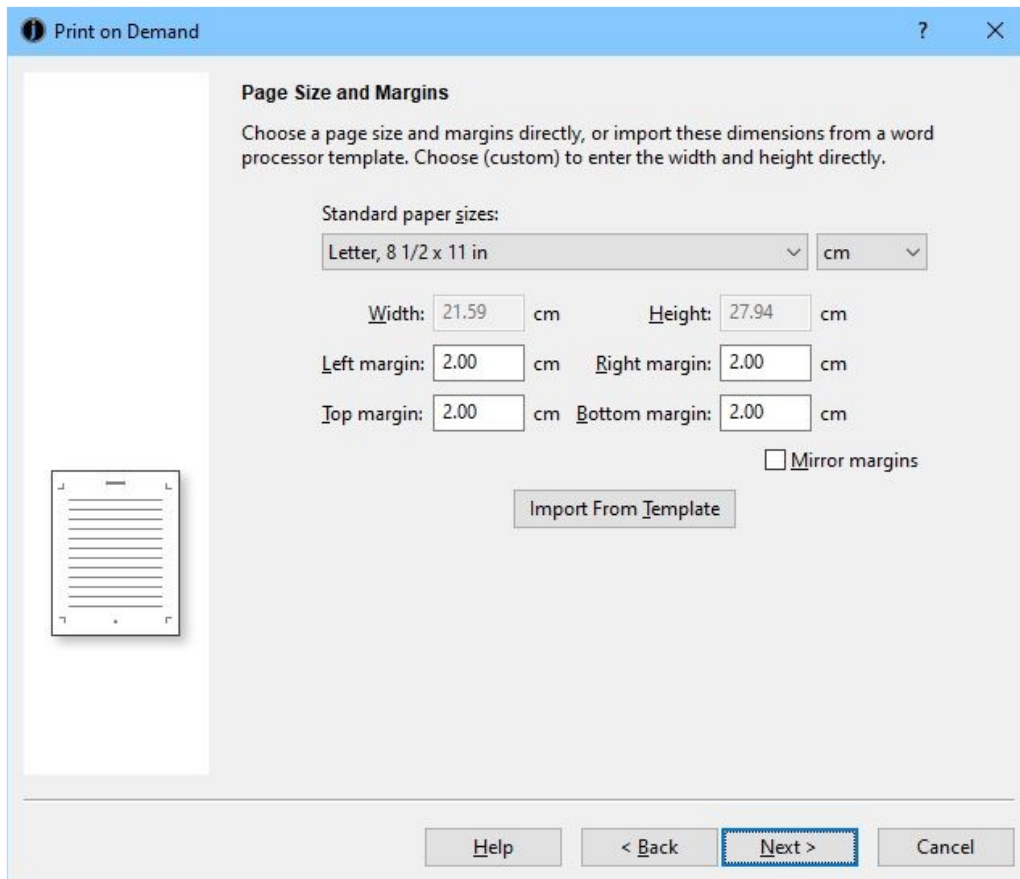 Print on Demand ?
Page Size and Margins
Choose a page size and margins directly, or import these dimensions from a word
processor template. Choose (custom) to enter the width and height directly.
Standard paper sizes:
Letter, 8 1/2 x 11 in cm
Width: 21.59 cm Height: 27.94 cm
Left margin: 2.00 cm Right margin: 2.00 cm
Top margin: 2.00 cm Bottom margin: 2.00 cm
Mirror margins
Import From Template
Help < Back Next > Cancel